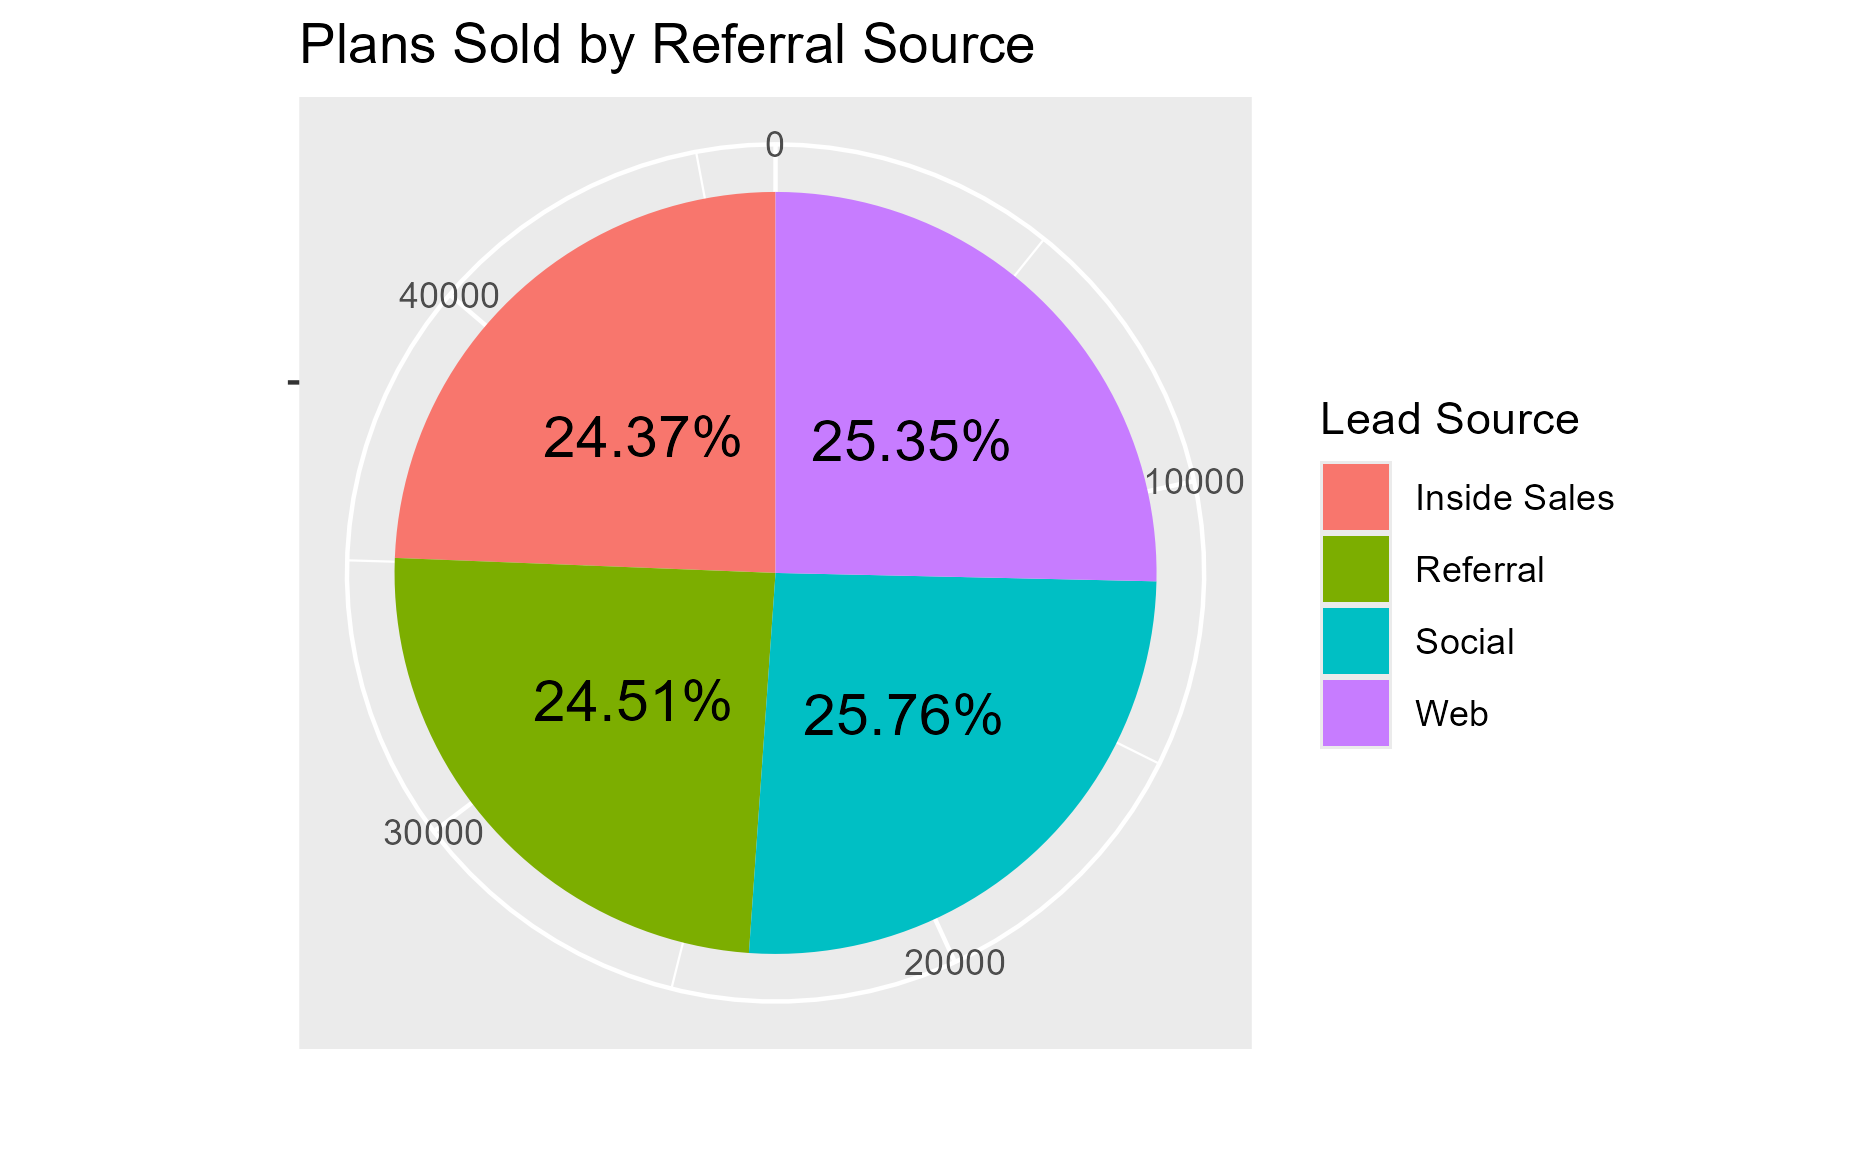 Plans Sold by Referral Source
0
40000
24.37%
25.35%
10000
24.51%
25.76%
30000
20000
Lead Source
Inside Sales
Referral
Social
Web